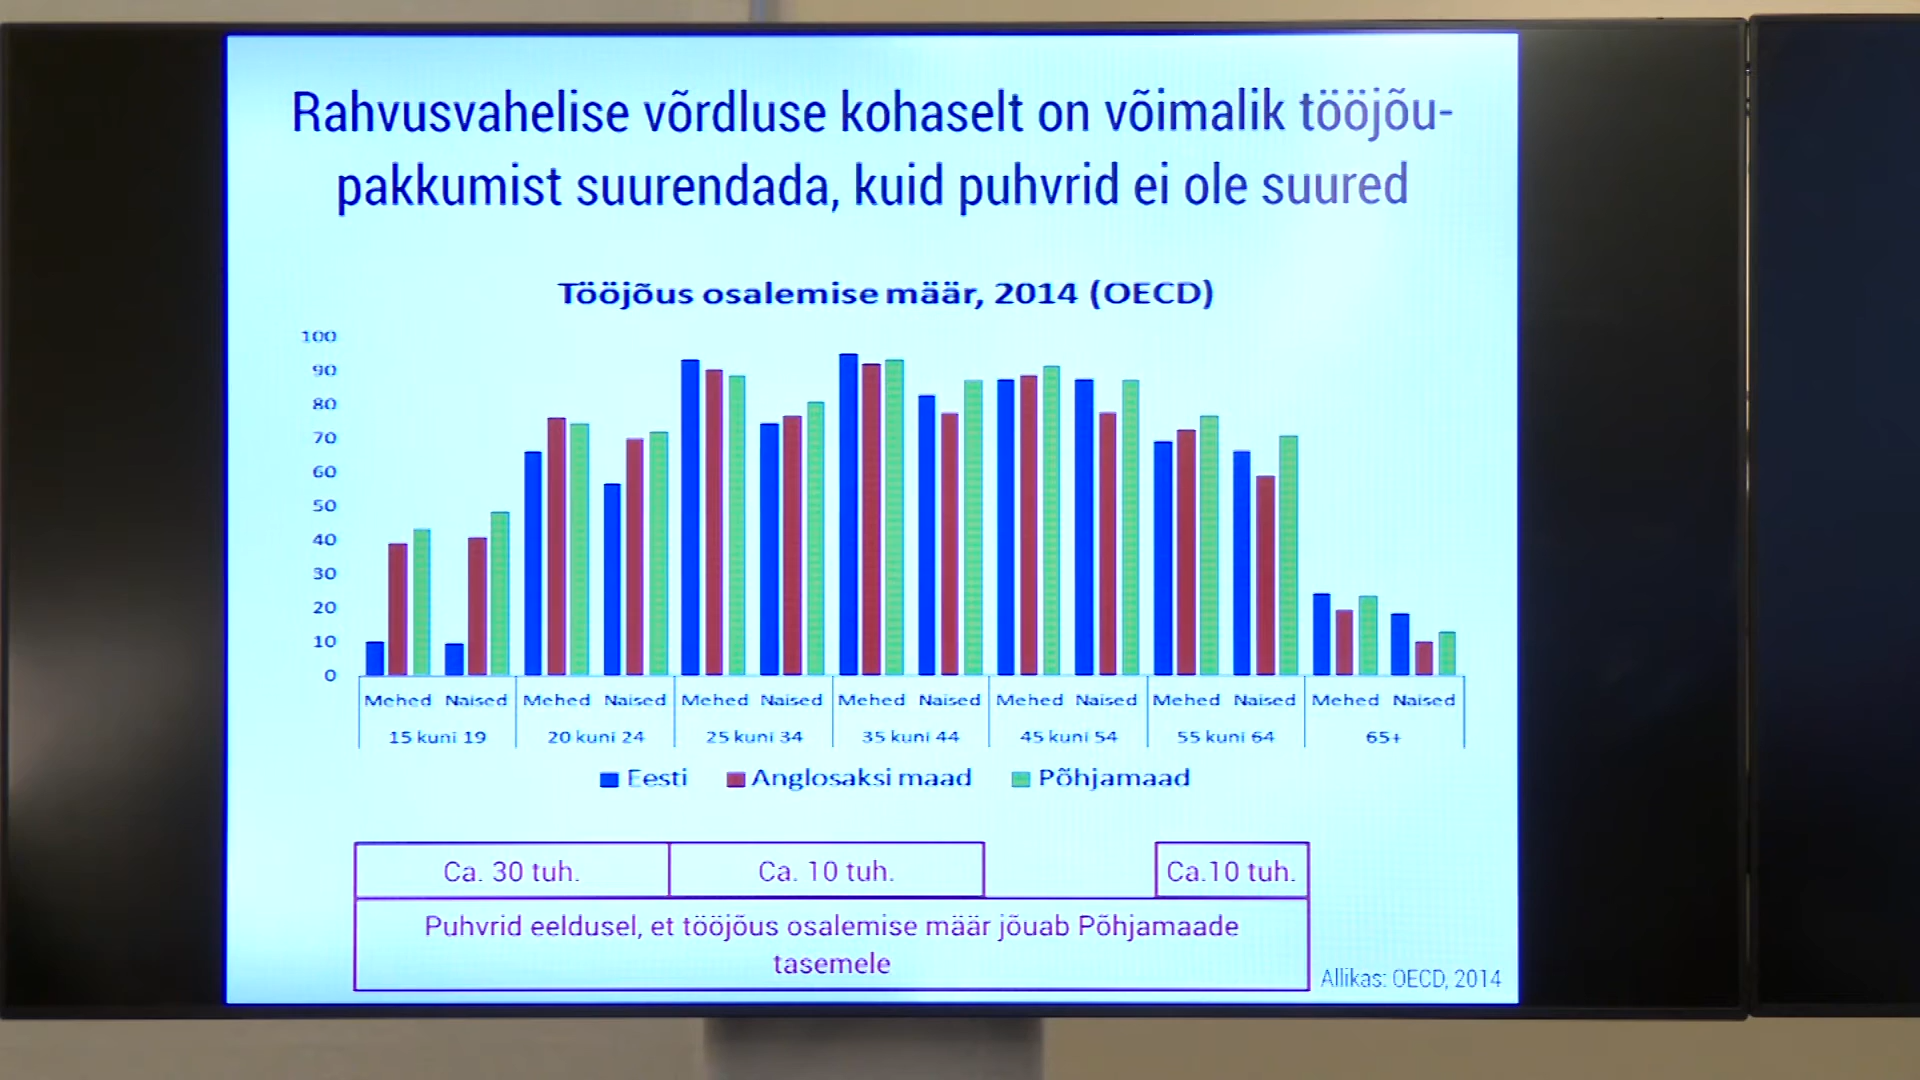 Rahvusvahelise võrdluse kohaselt on võimalik tööjõu-
pakkumist suurendada, kuid puhvrid ei ole suured
Tööjõus osalemise määr, 2014 (OECD)
100
90
80
70
60
50
40
30
20
10
0
Mehed Naised Mehed Naised Mehed Naised Mehed Naised Mehed Naised Mehed Naised Mehed Naised
15 kuni 19 20 kuni 24 25 kuni 34 35 kuni 44 45 kuni 54 55 kuni 64 65+
Eesti Anglosaksi maad Põhjamaad
Ca. 30 tuh. Ca. 10 tuh. Ca.10 tuh.
Puhvrid eeldusel, et tööjõus osalemise määr jõuab Põhjamaade
tasemele
Allikas: OECD, 2014